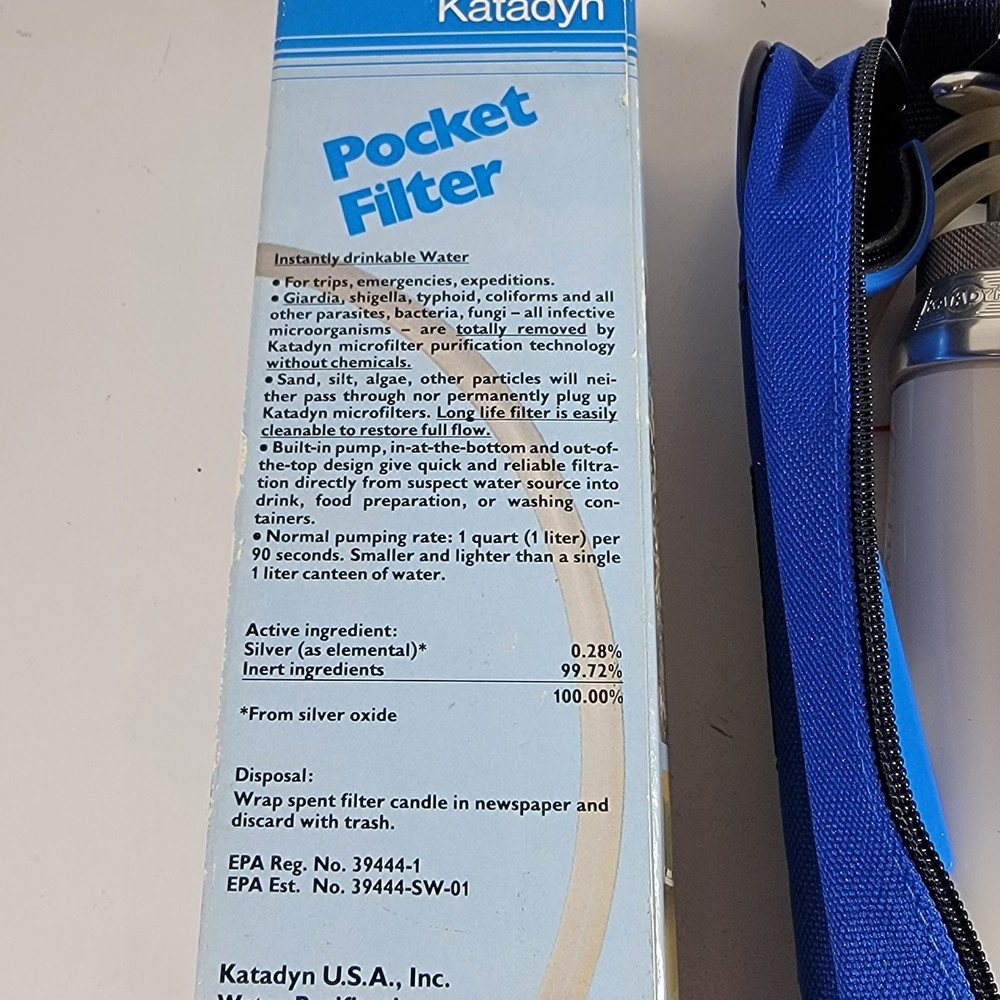 Katadyn
Pocket
Filter
Instantly drinkable Water
• For trips, emergencies, expeditions.
• Giardia, shigella, typhoid, coliforms and all
other parasites, bacteria, fungi – all infective
microorganisms – are totally removed by
Katadyn microfilter purification technology
without chemicals.
• Sand, silt, algae, other particles will nei-
ther pass through nor permanently plug up
Katadyn microfilters. Long life filter is easily
cleanable to restore full flow.
• Built-in pump, in-at-the-bottom and out-of-
the-top design give quick and reliable filtra-
tion directly from suspect water source into
drink, food preparation, or washing con-
tainers.
• Normal pumping rate: 1 quart (1 liter) per
90 seconds. Smaller and lighter than a single
1 liter canteen of water.
Active ingredient:
Silver (as elemental)* 0.28%
Inert ingredients 99.72%
100.00%
*From silver oxide
Disposal:
Wrap spent filter candle in newspaper and
discard with trash.
EPA Reg. No. 39444-1
EPA Est. No. 39444-SW-01
Katadyn U.S.A., Inc.
KATADYN